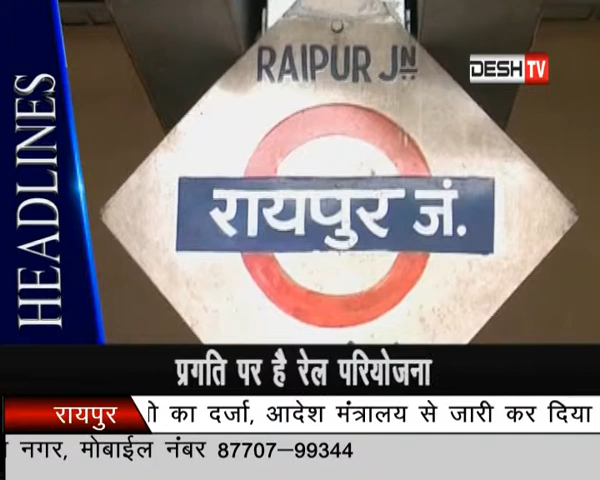 HEADLINES
RAIPUR JN
DESH TV
रायपुर जं.
प्रगति पर है रेल परियोजना
रायपुर
का दर्जा, आदेश मंत्रालय से जारी कर दिया
नगर, मोबाईल नंबर 87707-99344